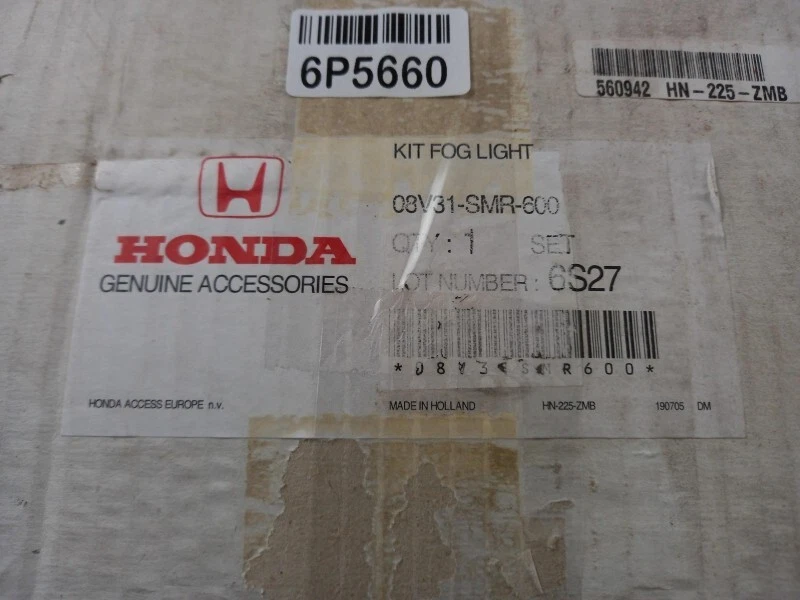 6P5660
560942 HN-225-ZMB
KIT FOG LIGHT
HONDA
GENUINE ACCESSORIES
08V31-SMR-600
QTY : 1 SET
LOT NUMBER : 6S27
HONDA ACCESS EUROPE n.v.
MADE IN HOLLAND
HN-225-ZMB
190705 DM